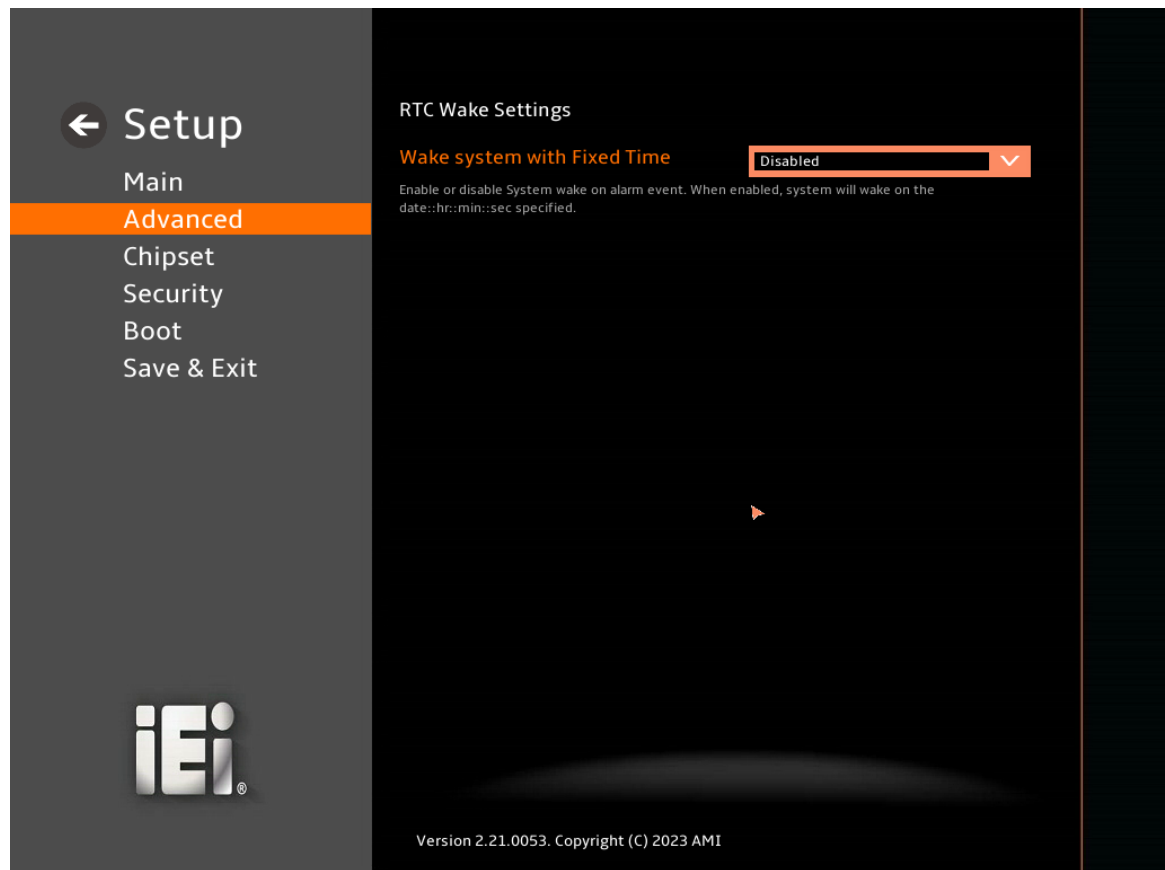 Setup
Main
Advanced
Chipset
Security
Boot
Save & Exit
iEi®
RTC Wake Settings
Wake system with Fixed Time
Disabled
Enable or disable System wake on alarm event. When enabled, system will wake on the
date::hr::min::sec specified.
Version 2.21.0053. Copyright (C) 2023 AMI